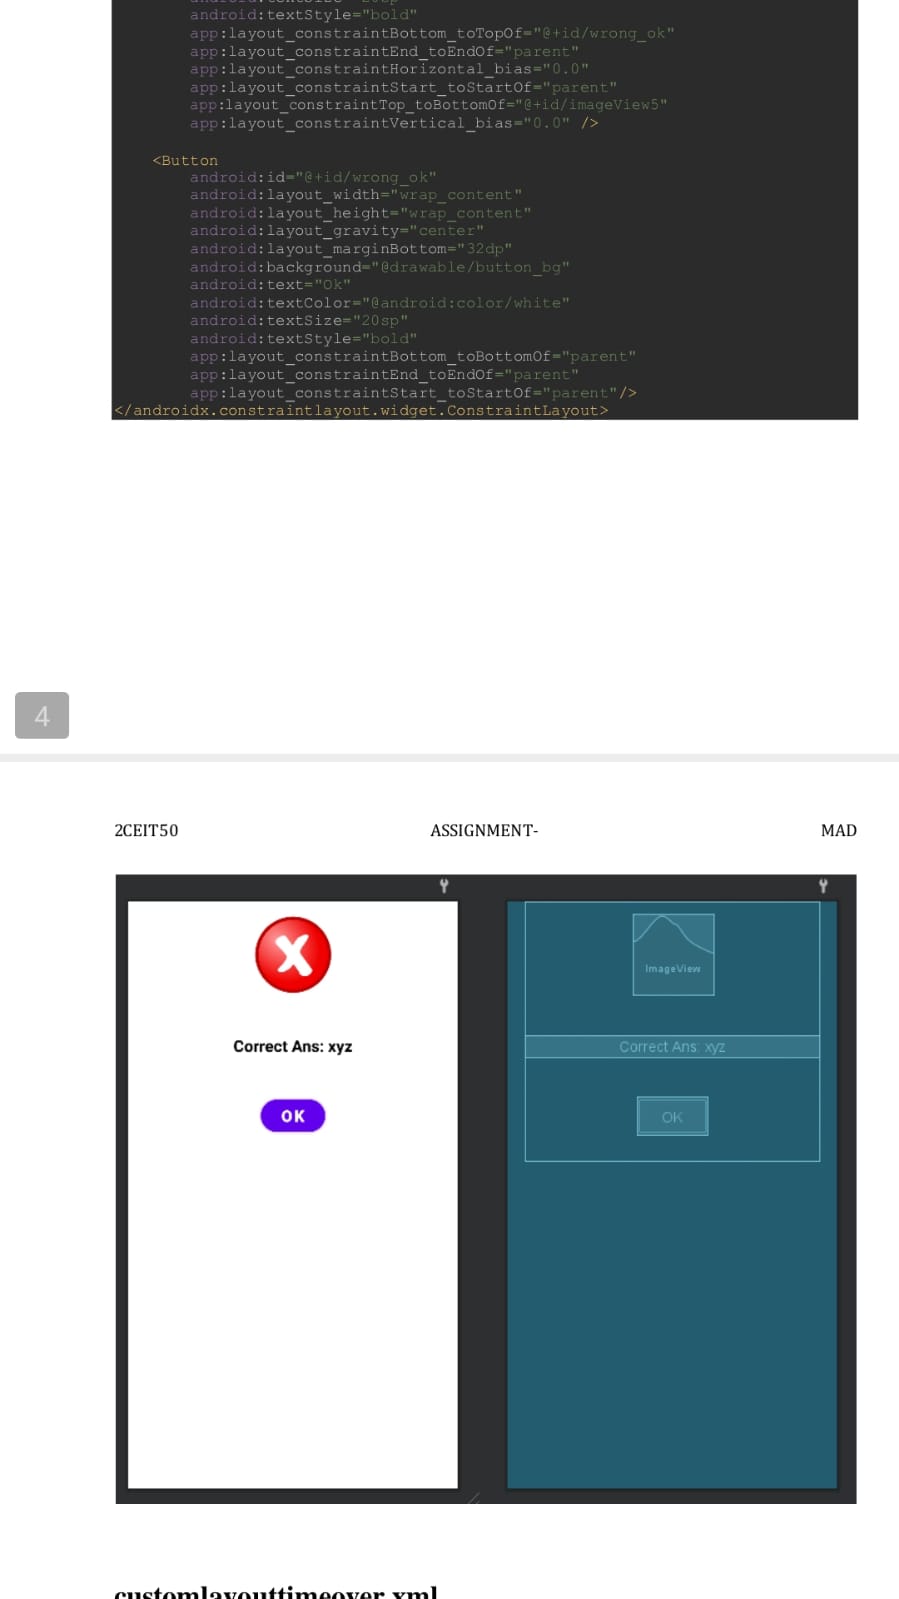 android:textStyle="bold"
app:layout_constraintBottom_toTopOf="@+id/wrong_ok"
app:layout_constraintEnd_toEndOf="parent"
app:layout_constraintHorizontal_bias="0.0"
app:layout_constraintStart_toStartOf="parent"
app:layout_constraintTop_toBottomOf="@+id/imageView5"
app:layout_constraintVertical_bias="0.0" />
<Button
android:id="@+id/wrong_ok"
android:layout_width="wrap_content"
android:layout_height="wrap_content"
android:layout_gravity="center"
android:layout_marginBottom="32dp"
android:background="@drawable/button_bg"
android:text="Ok"
android:textColor="@android:color/white"
android:textSize="20sp"
android:textStyle="bold"
app:layout_constraintBottom_toBottomOf="parent"
app:layout_constraintEnd_toEndOf="parent"
app:layout_constraintStart_toStartOf="parent"/>
</androidx.constraintlayout.widget.ConstraintLayout>
4
2CEIT50 ASSIGNMENT- MAD
X
ImageView
Correct Ans: xyz
Correct Ans: xyz
OK
OK
customlayouttimeover.xml